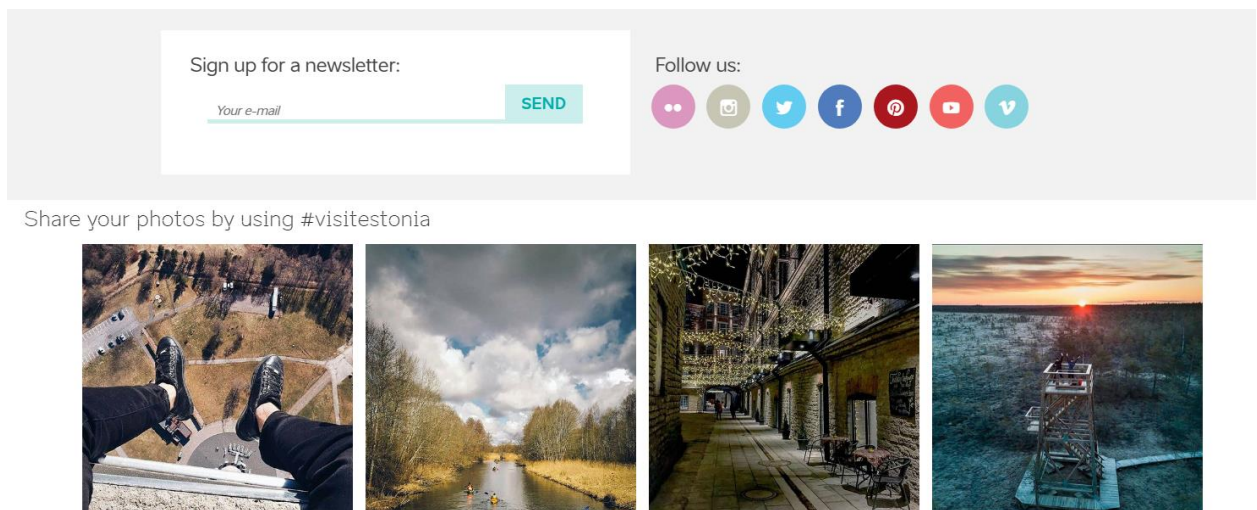 Sign up for a newsletter:
Your e-mail
SEND
Follow us:
Share your photos by using #visitestonia